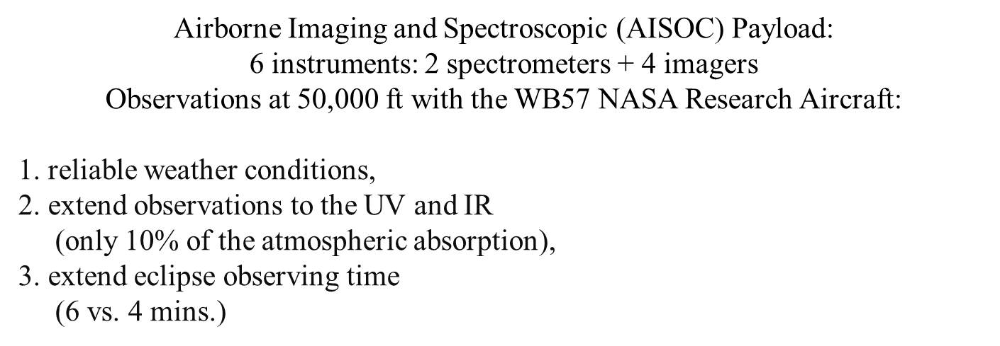 Airborne Imaging and Spectroscopic (AISOC) Payload:
6 instruments: 2 spectrometers + 4 imagers
Observations at 50,000 ft with the WB57 NASA Research Aircraft:
1. reliable weather conditions,
2. extend observations to the UV and IR
(only 10% of the atmospheric absorption),
3. extend eclipse observing time
(6 vs. 4 mins.)